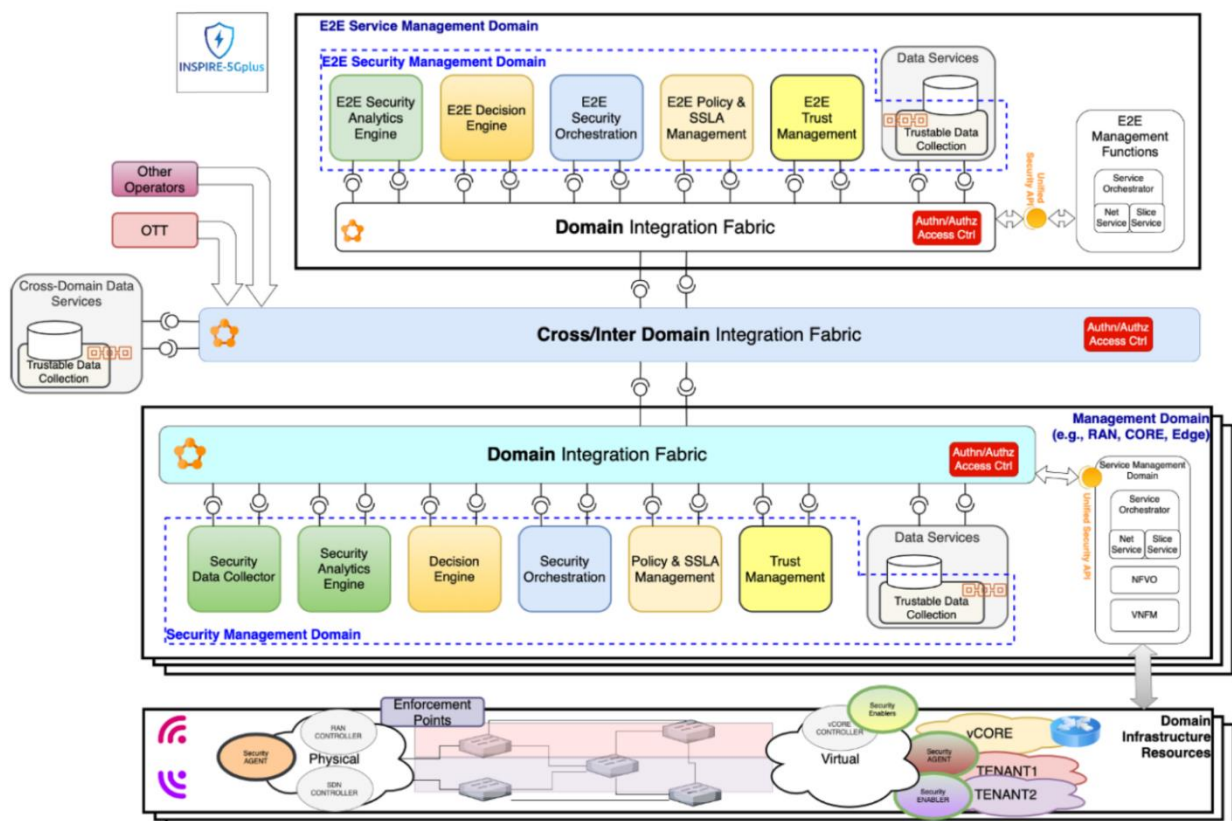 INSPIRE-5Gplus
E2E Service Management Domain
E2E Security Management Domain
E2E Security
Analytics
Engine
E2E Decision
Engine
E2E
Security
Orchestration
E2E Policy &
SSLA
Management
E2E
Trust
Management
Data Services
Trustable Data
Collection
E2E
Management
Functions
Service
Orchestrator
Net
Service
Slice
Service
Unified
Security API
Domain Integration Fabric
Authn/Authz
Access Ctrl
Other
Operators
OTT
Cross-Domain Data
Services
Trustable Data
Collection
Cross/Inter Domain Integration Fabric
Authn/Authz
Access Ctrl
Management Domain
(e.g., RAN, CORE, Edge)
Domain Integration Fabric
Authn/Authz
Access Ctrl
Unified Security API
Service Management
Domain
Service
Orchestrator
Net
Service
Slice
Service
NFVO
VNFM
Security
Data Collector
Security
Analytics
Engine
Decision
Engine
Security
Orchestration
Policy & SSLA
Management
Trust
Management
Data Services
Trustable Data
Collection
Security Management Domain
Enforcement
Points
RAN
CONTROLLER
Security
AGENT
Physical
SDN
CONTROLLER
vCORE
CONTROLLER
Security
Enablers
Virtual
vCORE
Security
AGENT
TENANT1
Security
ENABLER
TENANT2
Domain
Infrastructure
Resources